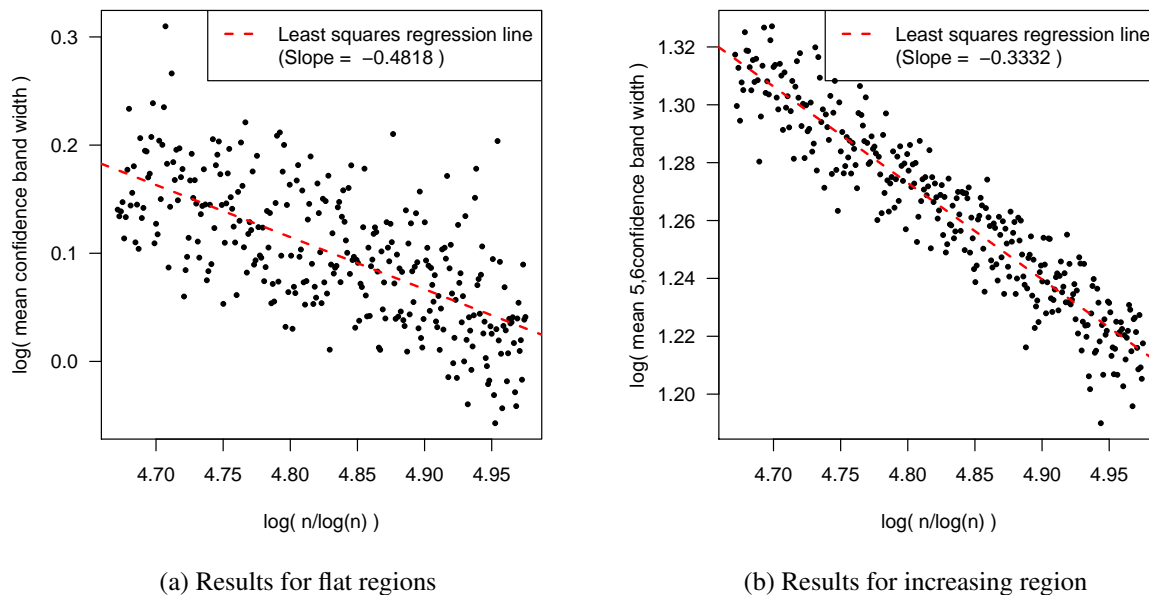 Least squares regression line
(Slope = −0.4818 )
0.3
0.2
0.1
0.0
log( mean confidence band width)
4.70 4.75 4.80 4.85 4.90 4.95
log( n/log(n) )
(a) Results for flat regions
Least squares regression line
(Slope = −0.3332 )
1.32
1.30
1.28
1.26
1.24
1.22
1.20
log( mean 5,6confidence band width)
4.70 4.75 4.80 4.85 4.90 4.95
log( n/log(n) )
(b) Results for increasing region